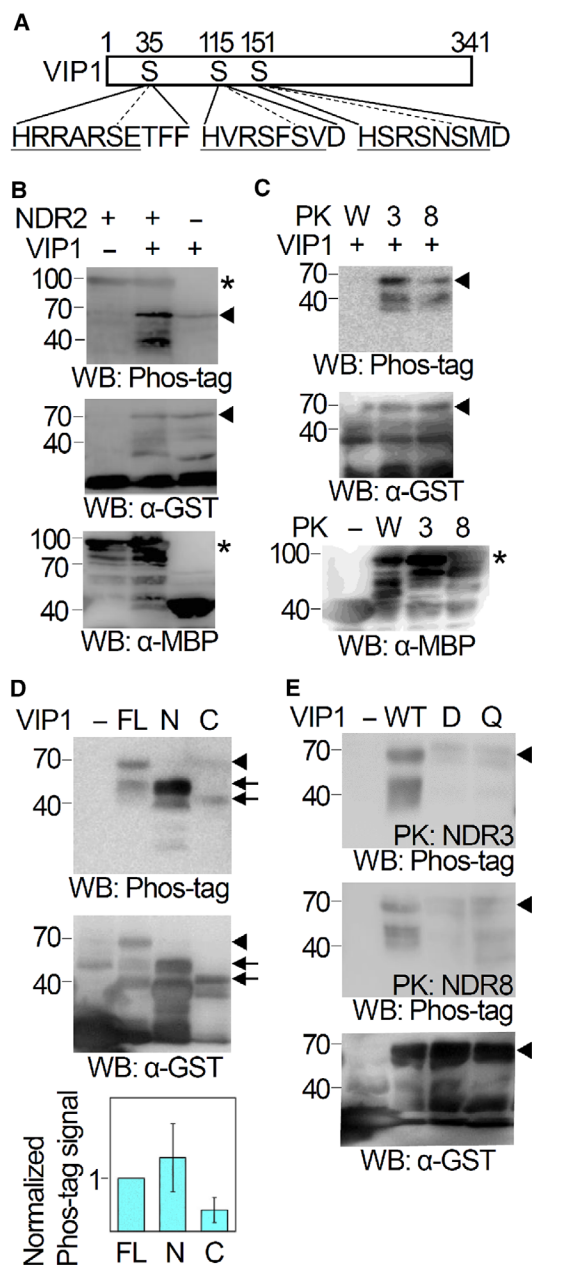 A
1 35 115 151 341
VIP1 S S S
HRRARSETFF HVRSFSVD HSRSNSMD
B
NDR2 + + –
VIP1 – + +
100
70
40
*
WB: Phos-tag
70
40
WB: α-GST
100
70
40
*
WB: α-MBP
C
PK W 3 8
VIP1 + + +
70
40
WB: Phos-tag
70
40
WB: α-GST
PK – W 3 8
100
40
*
WB: α-MBP
D
VIP1 – FL N C
70
40
WB: Phos-tag
70
40
WB: α-GST
Normalized
Phos-tag signal
1
FL N C
E
VIP1 – WT D Q
70
40
PK: NDR3
WB: Phos-tag
70
40
PK: NDR8
WB: Phos-tag
70
40
WB: α-GST